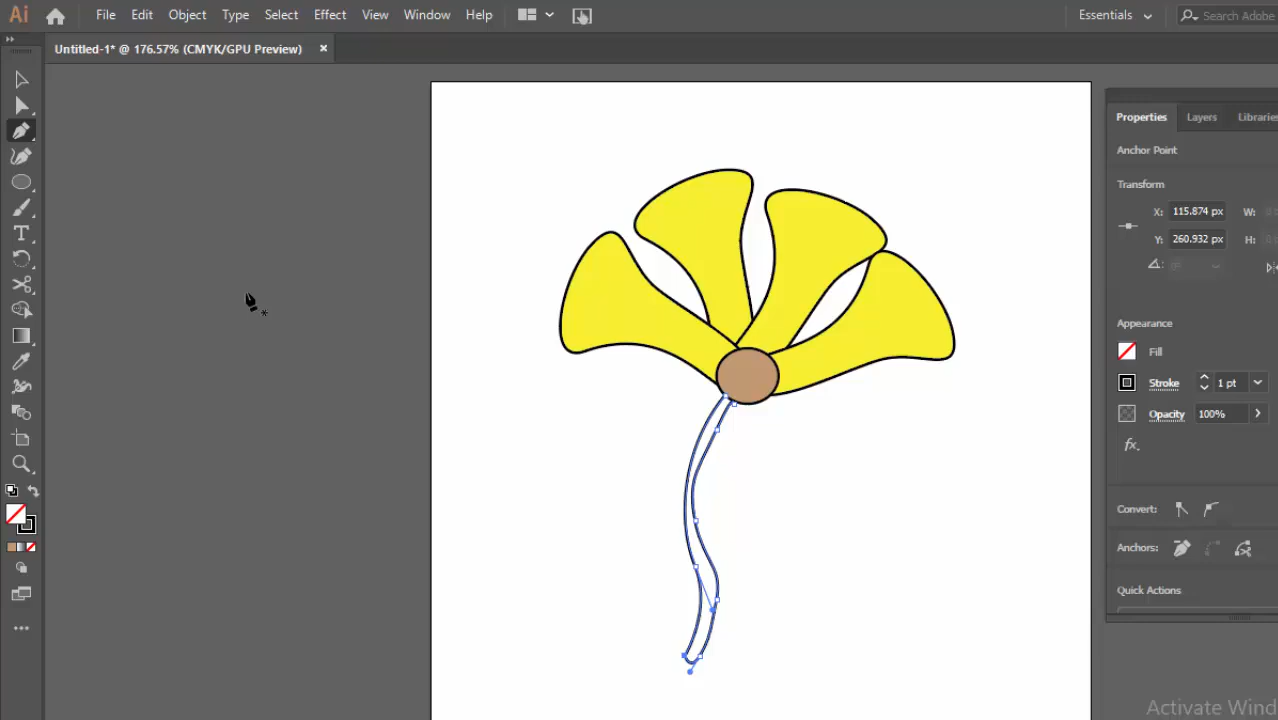 Ai File Edit Object Type Select Effect View Window Help Essentials Search Adobe
Untitled-1* @ 176.57% (CMYK/GPU Preview) ×
Properties Layers Libraries
Anchor Point
Transform
X: 115.874 px W:
Y: 260.932 px H:
Appearance
Fill
Stroke 1 pt
Opacity 100%
fx.
Convert:
Anchors:
Quick Actions
Activate Wind